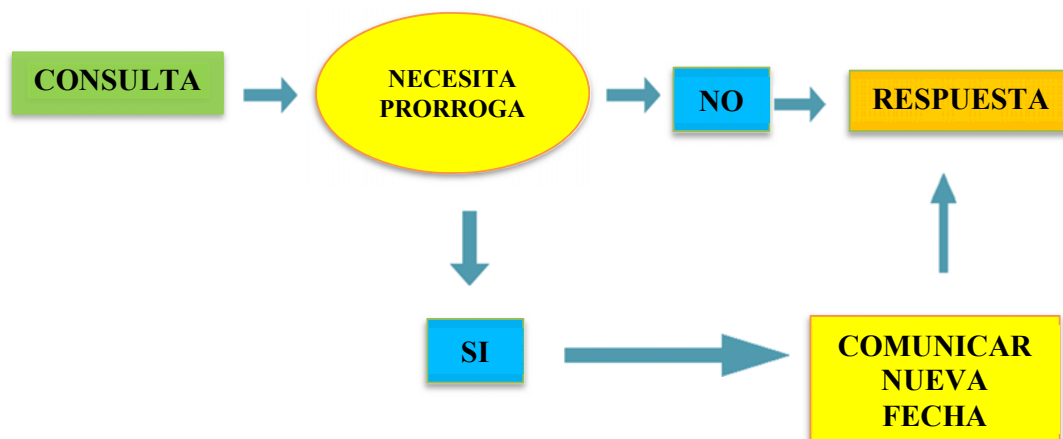 CONSULTA
NECESITA
PRORROGA
NO
RESPUESTA
SI
COMUNICAR
NUEVA
FECHA